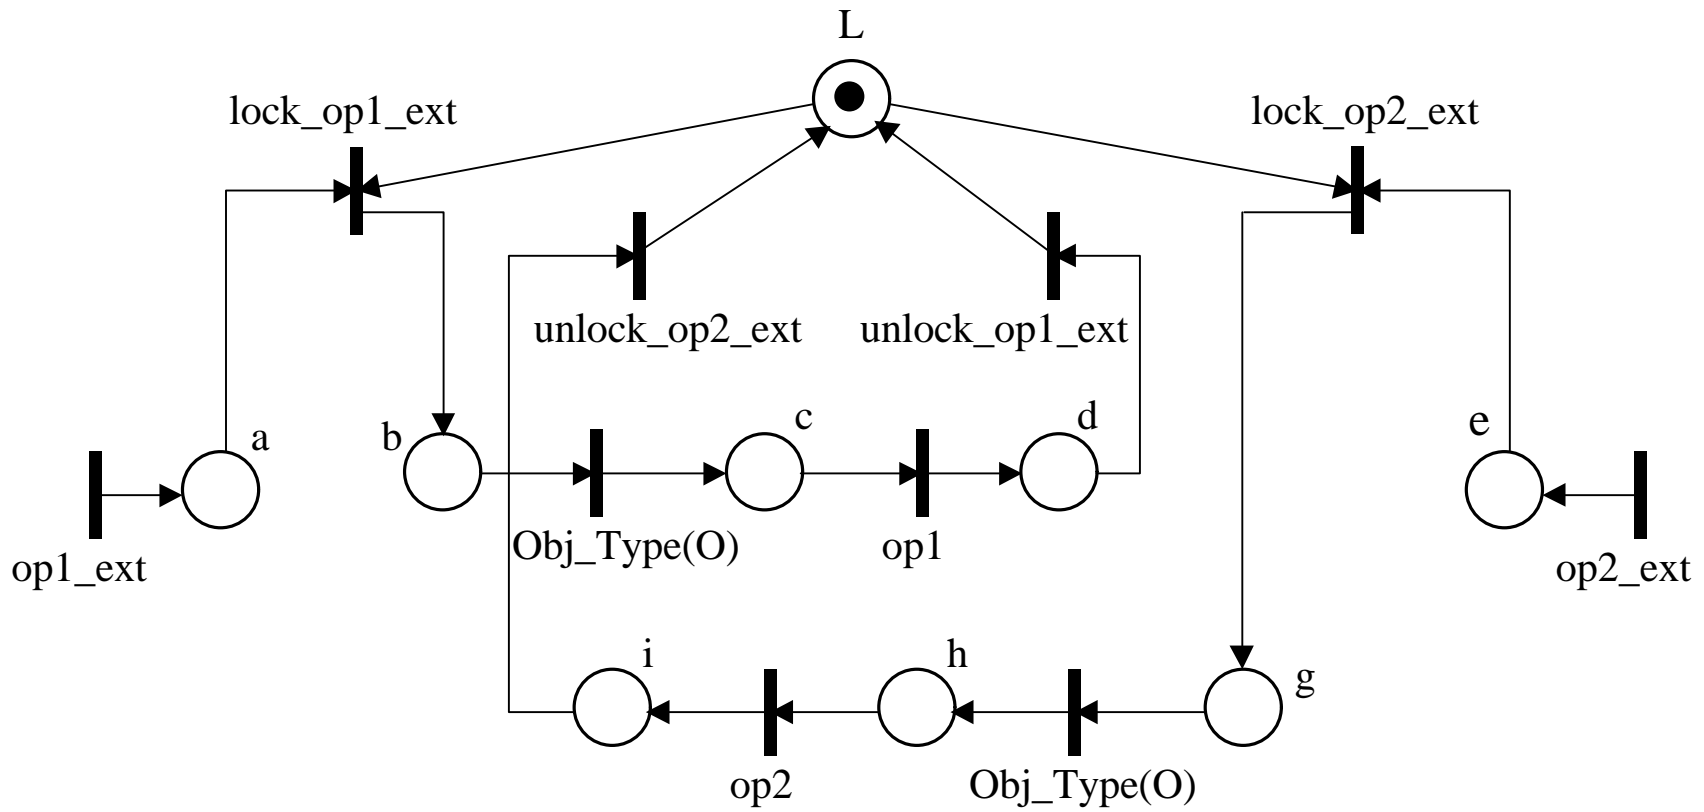 L
lock_op1_ext
lock_op2_ext
unlock_op2_ext
unlock_op1_ext
a
b
c
d
e
Obj_Type(O)
op1
op1_ext
op2_ext
i
h
g
op2
Obj_Type(O)